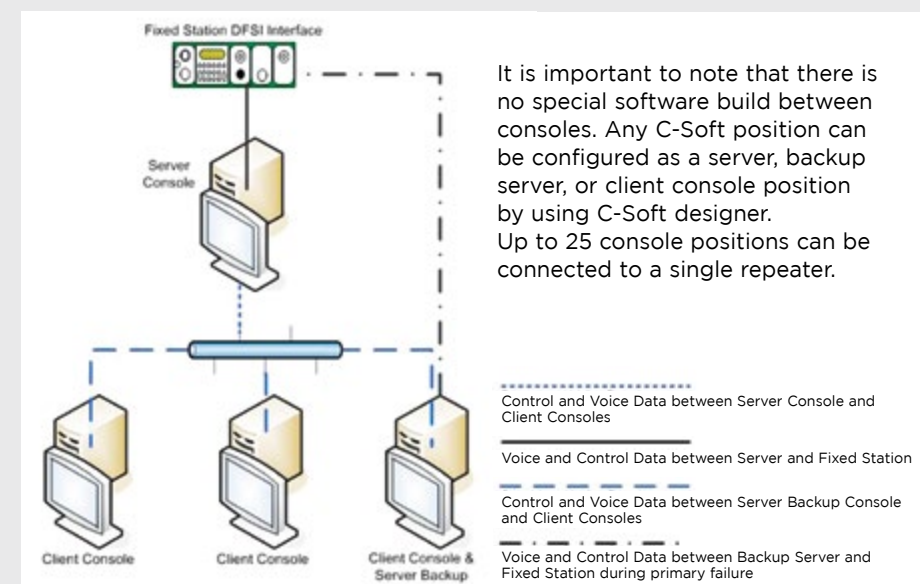 Fixed Station DFSI Interface
Server
Console
Client Console
Client Console
Client Console &
Server Backup
It is important to note that there is
no special software build between
consoles. Any C-Soft position can
be configured as a server, backup
server, or client console position
by using C-Soft designer.
Up to 25 console positions can be
connected to a single repeater.
Control and Voice Data between Server Console and
Client Consoles
Voice and Control Data between Server and Fixed Station
Control and Voice Data between Server Backup Console
and Client Consoles
Voice and Control Data between Backup Server and
Fixed Station during primary failure